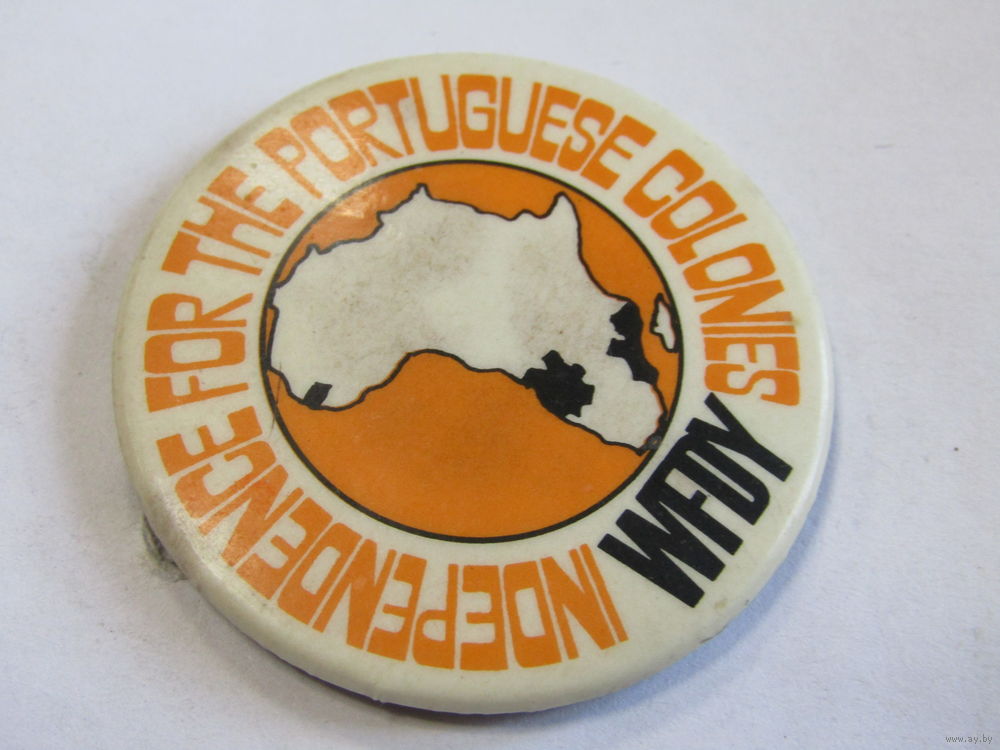 INDEPENDENCE FOR THE PORTUGUESE COLONIES
WFDY
www.ay.by